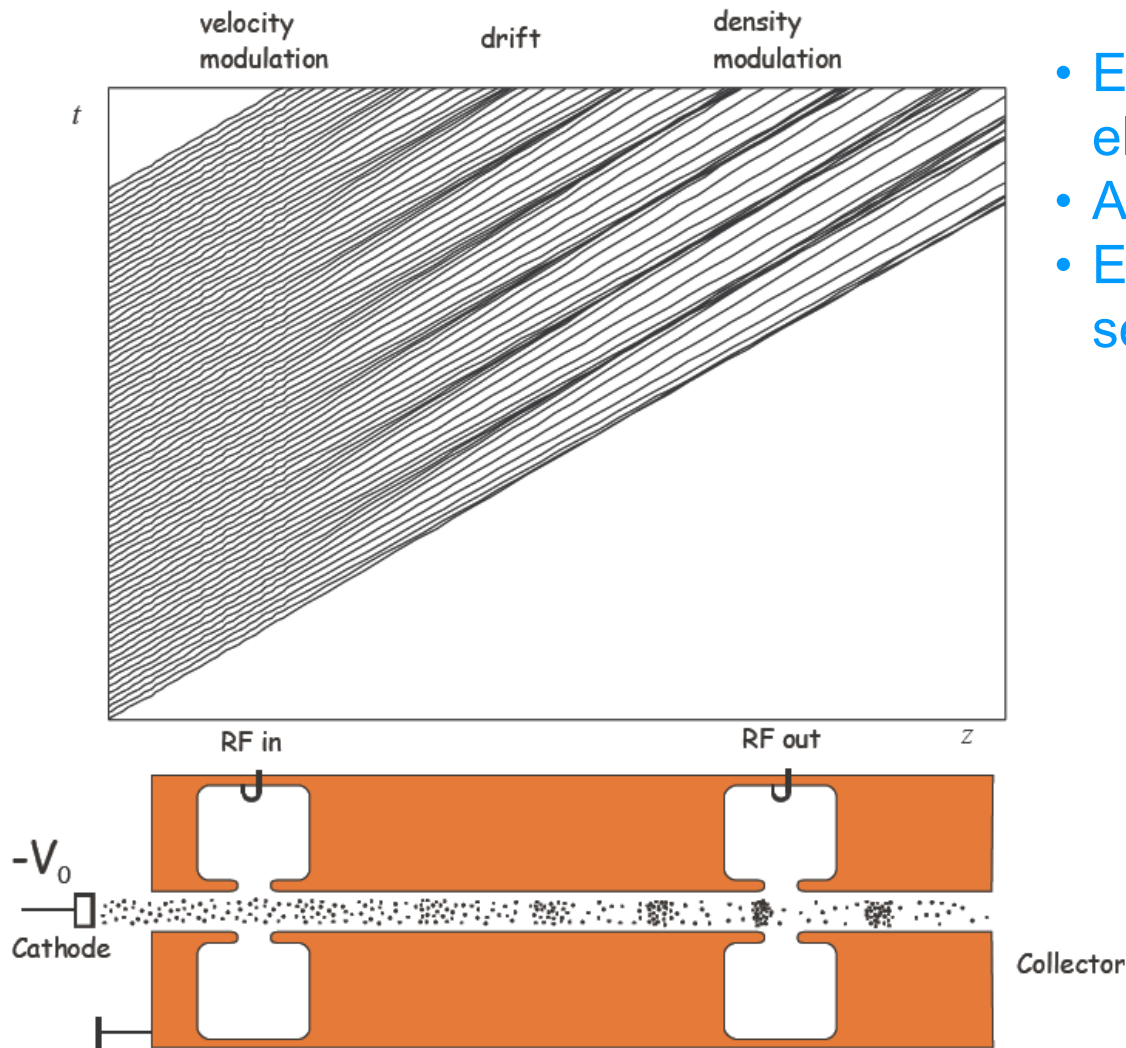 velocity
modulation
drift
density
modulation
t
• E
• A
• E
RF in
RF out
z
-V₀
Cathode
Collector